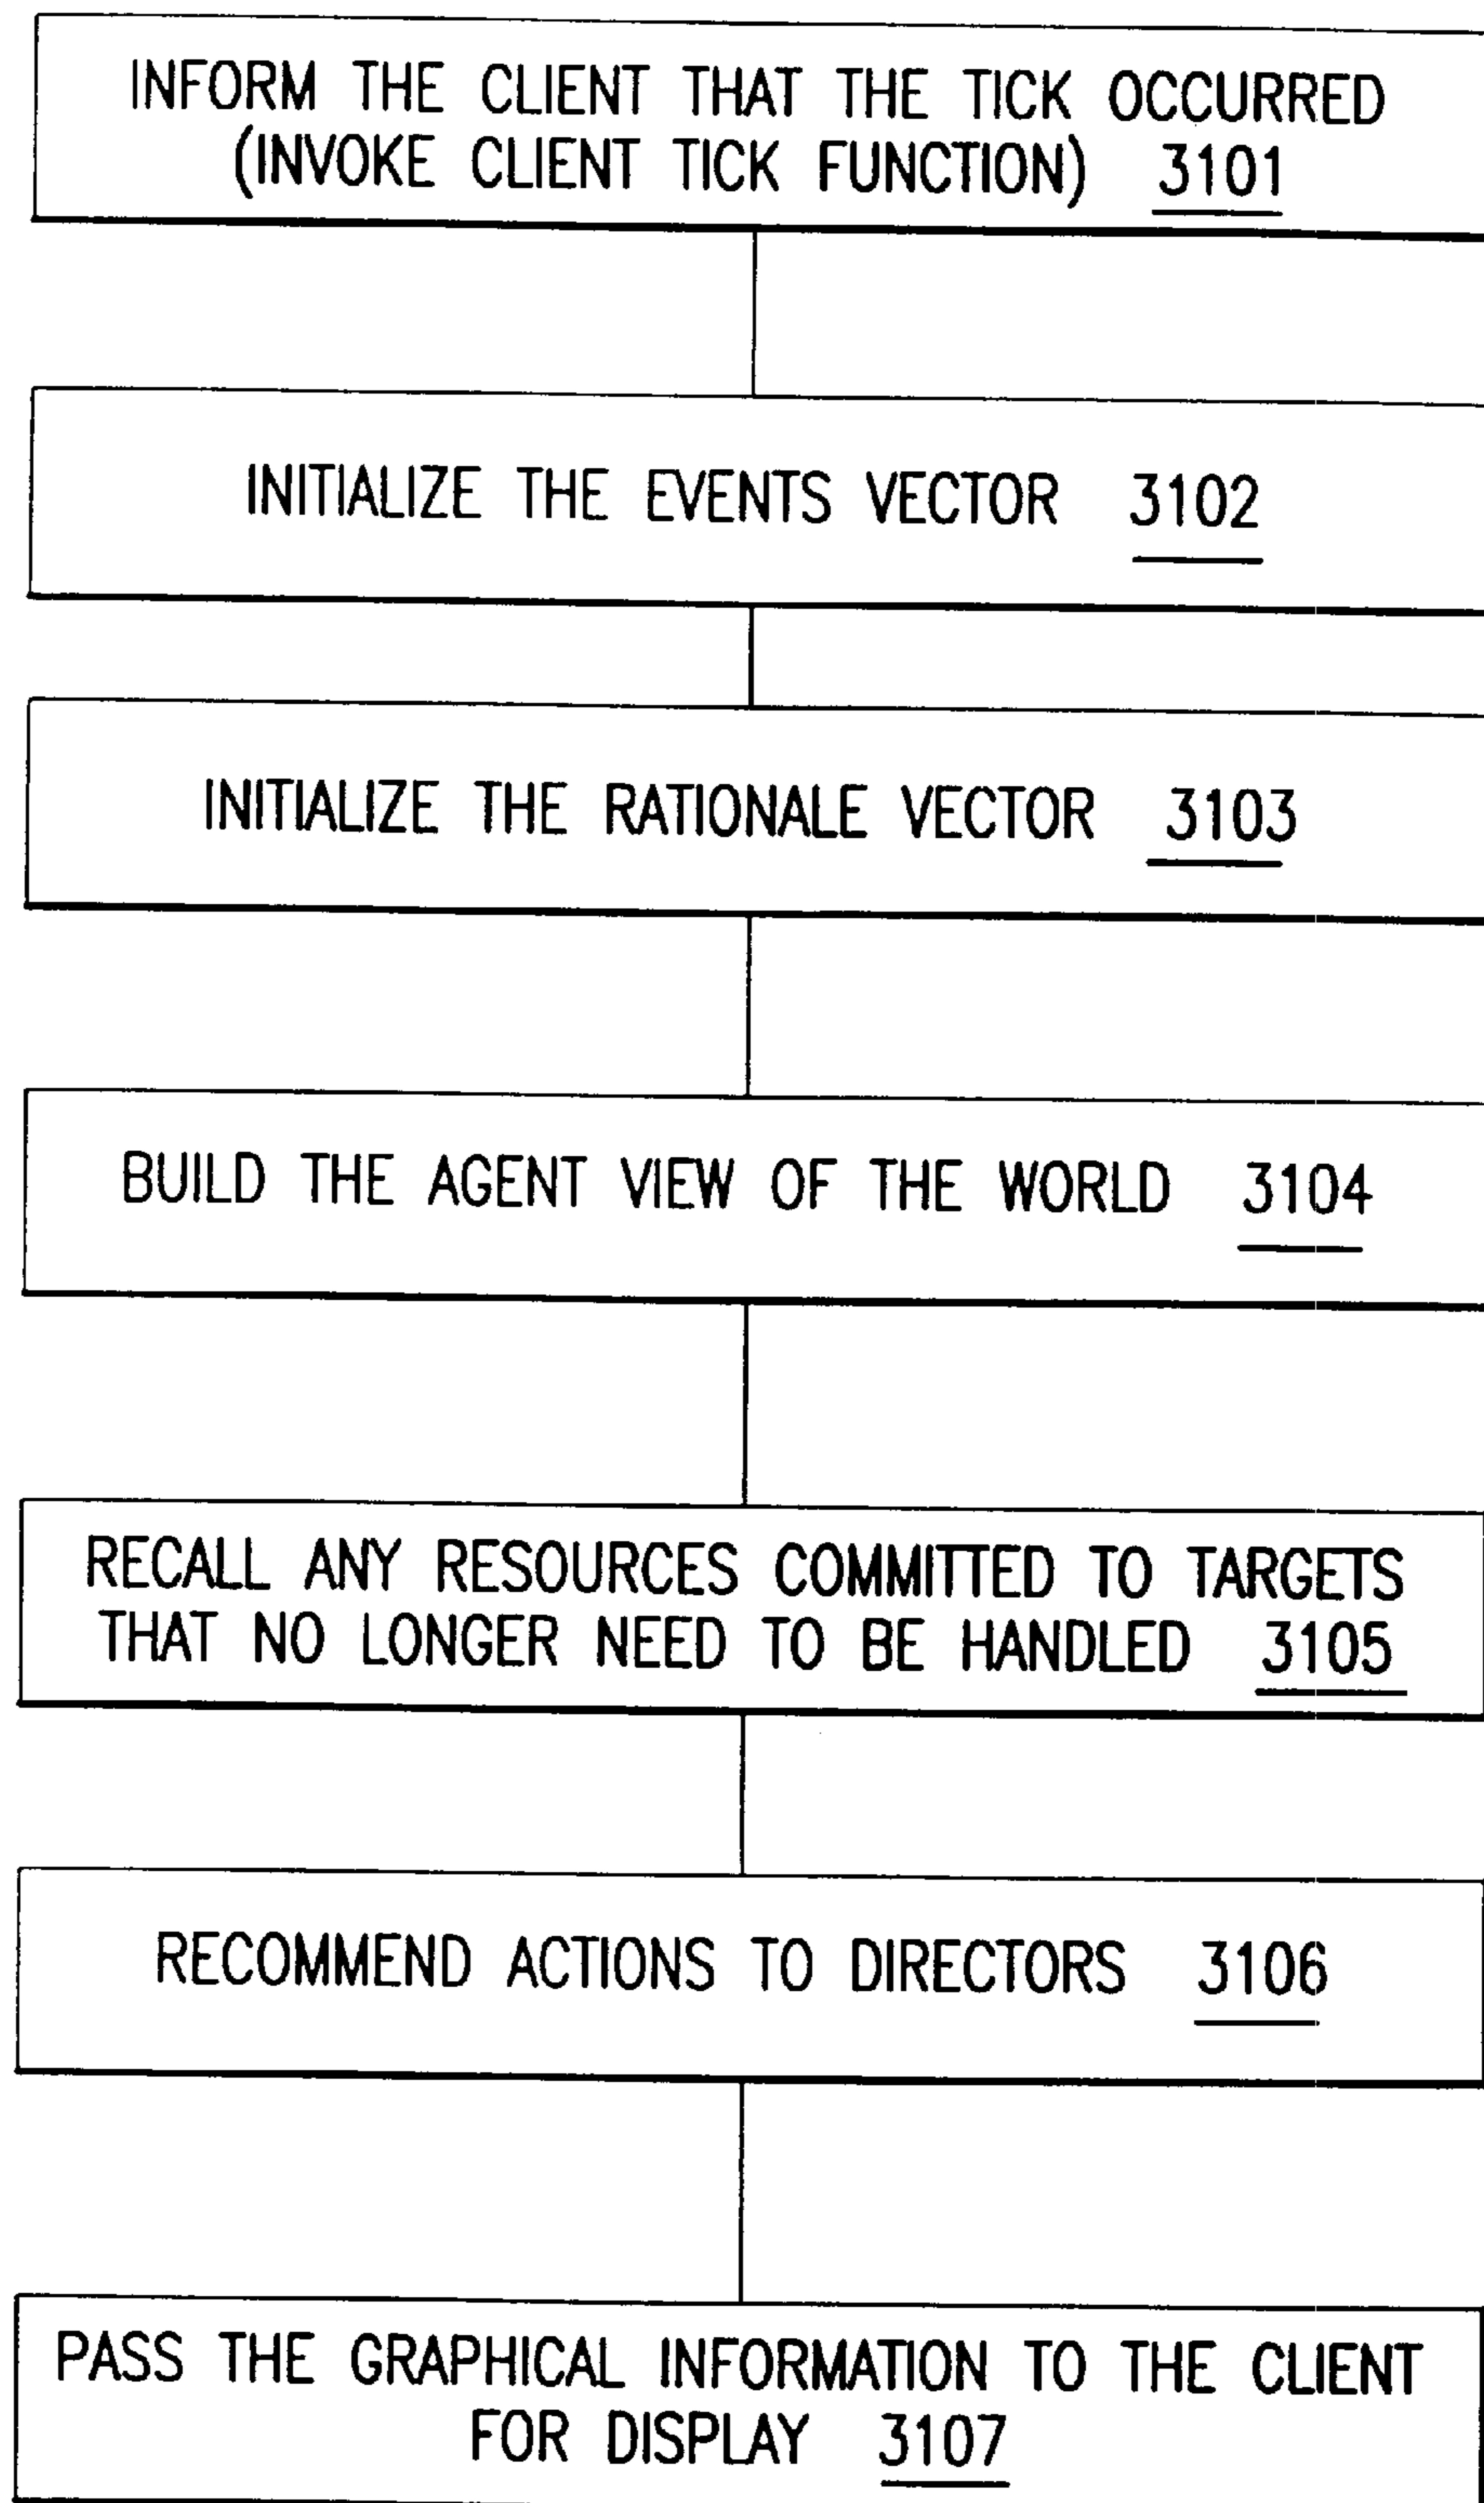 INFORM THE CLIENT THAT THE TICK OCCURRED
(INVOKE CLIENT TICK FUNCTION) 3101
INITIALIZE THE EVENTS VECTOR 3102
INITIALIZE THE RATIONALE VECTOR 3103
BUILD THE AGENT VIEW OF THE WORLD 3104
RECALL ANY RESOURCES COMMITTED TO TARGETS
THAT NO LONGER NEED TO BE HANDLED 3105
RECOMMEND ACTIONS TO DIRECTORS 3106
PASS THE GRAPHICAL INFORMATION TO THE CLIENT
FOR DISPLAY 3107